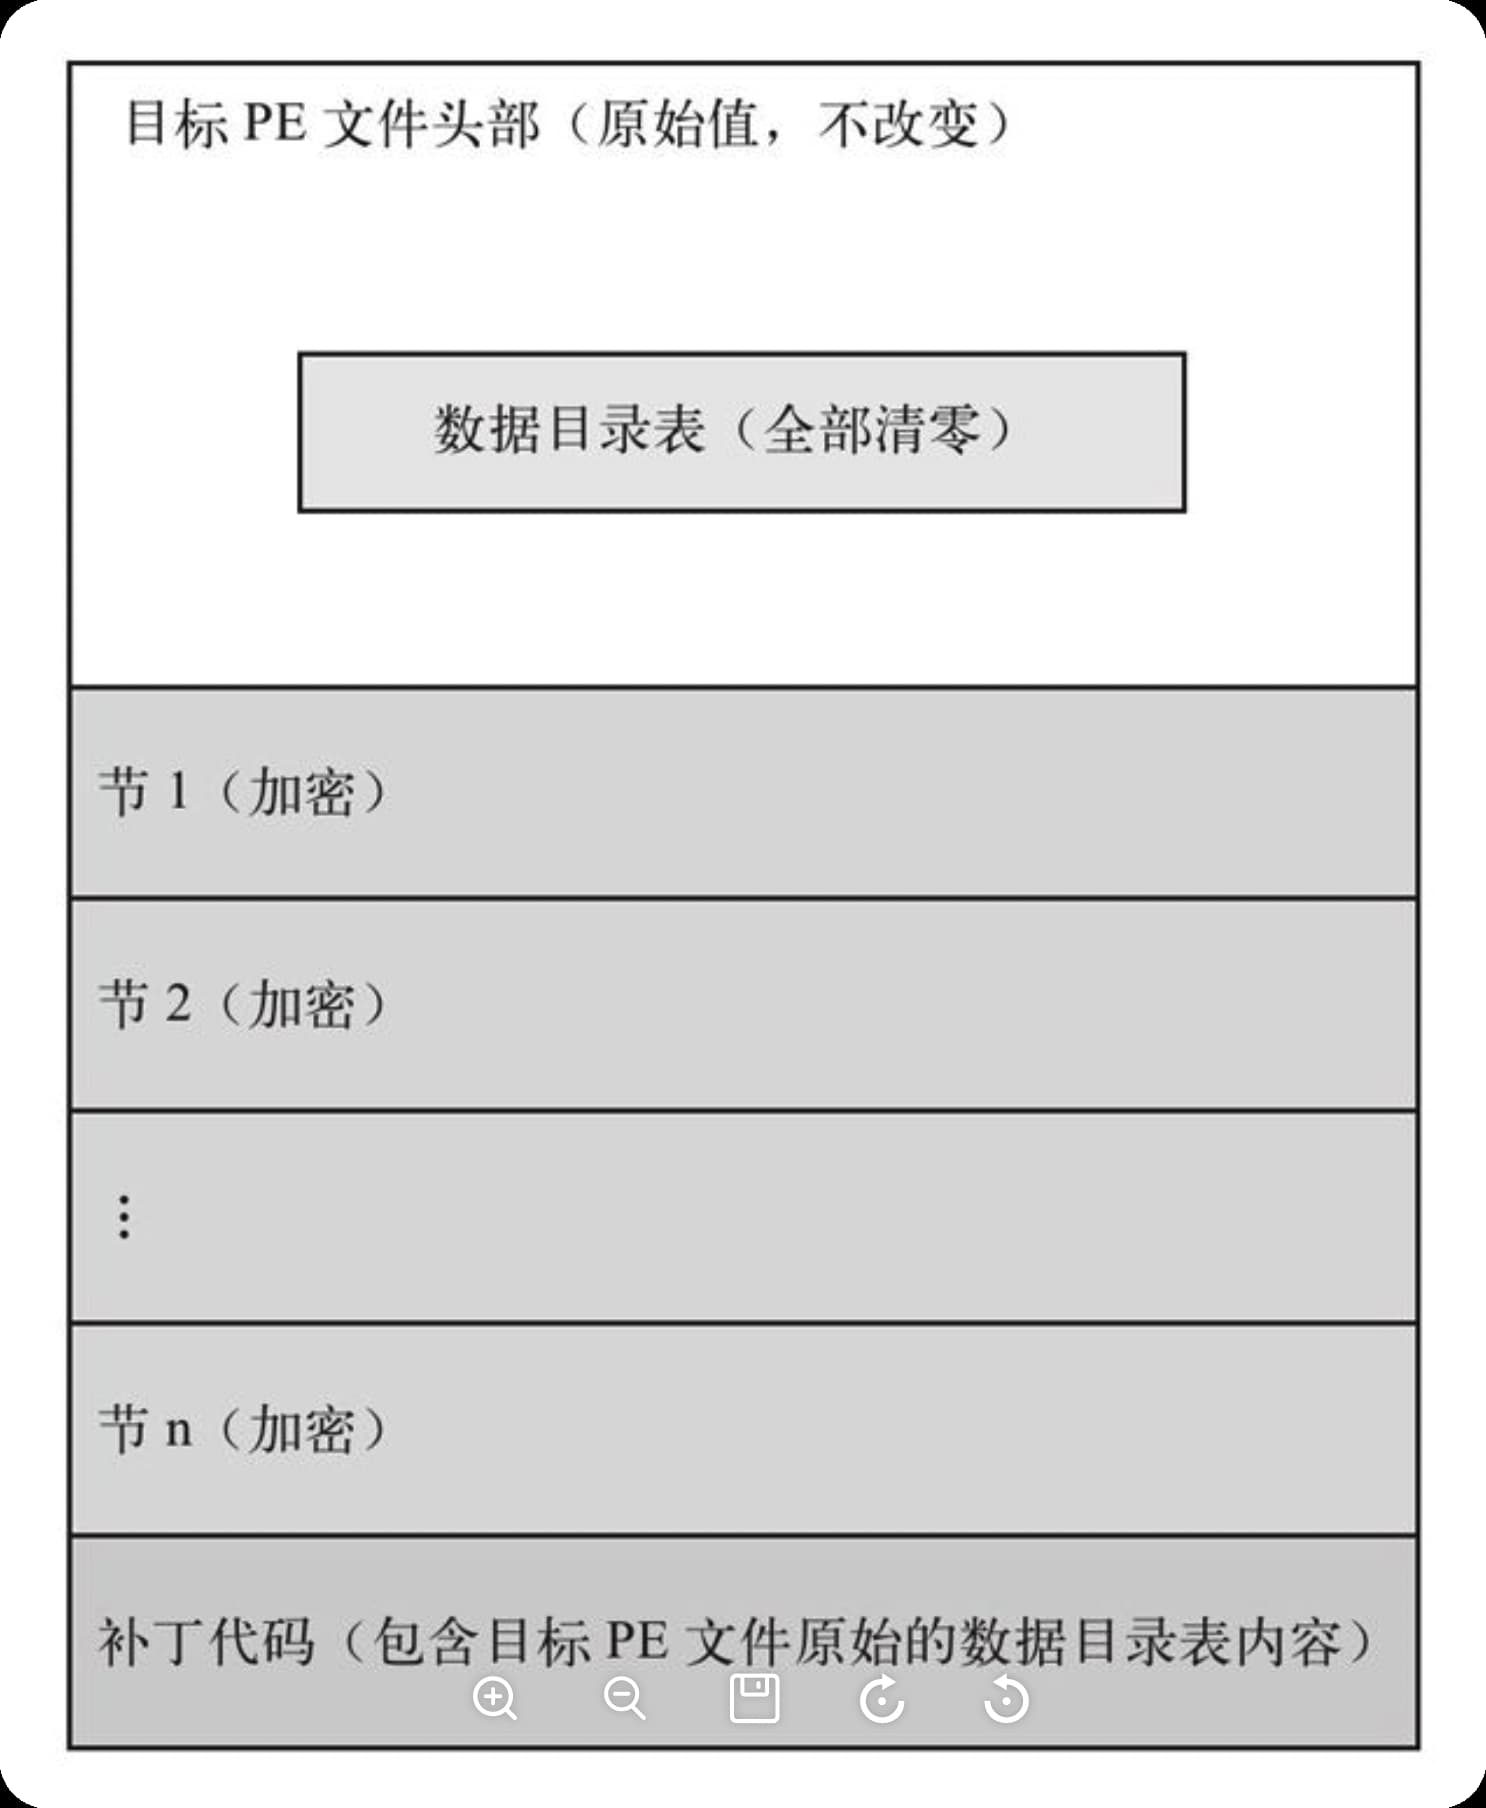 目标 PE 文件头部（原始值，不改变）
数据目录表（全部清零）
节 1（加密）
节 2（加密）
⋮
节 n（加密）
补丁代码（包含目标 PE 文件原始的数据目录表内容）